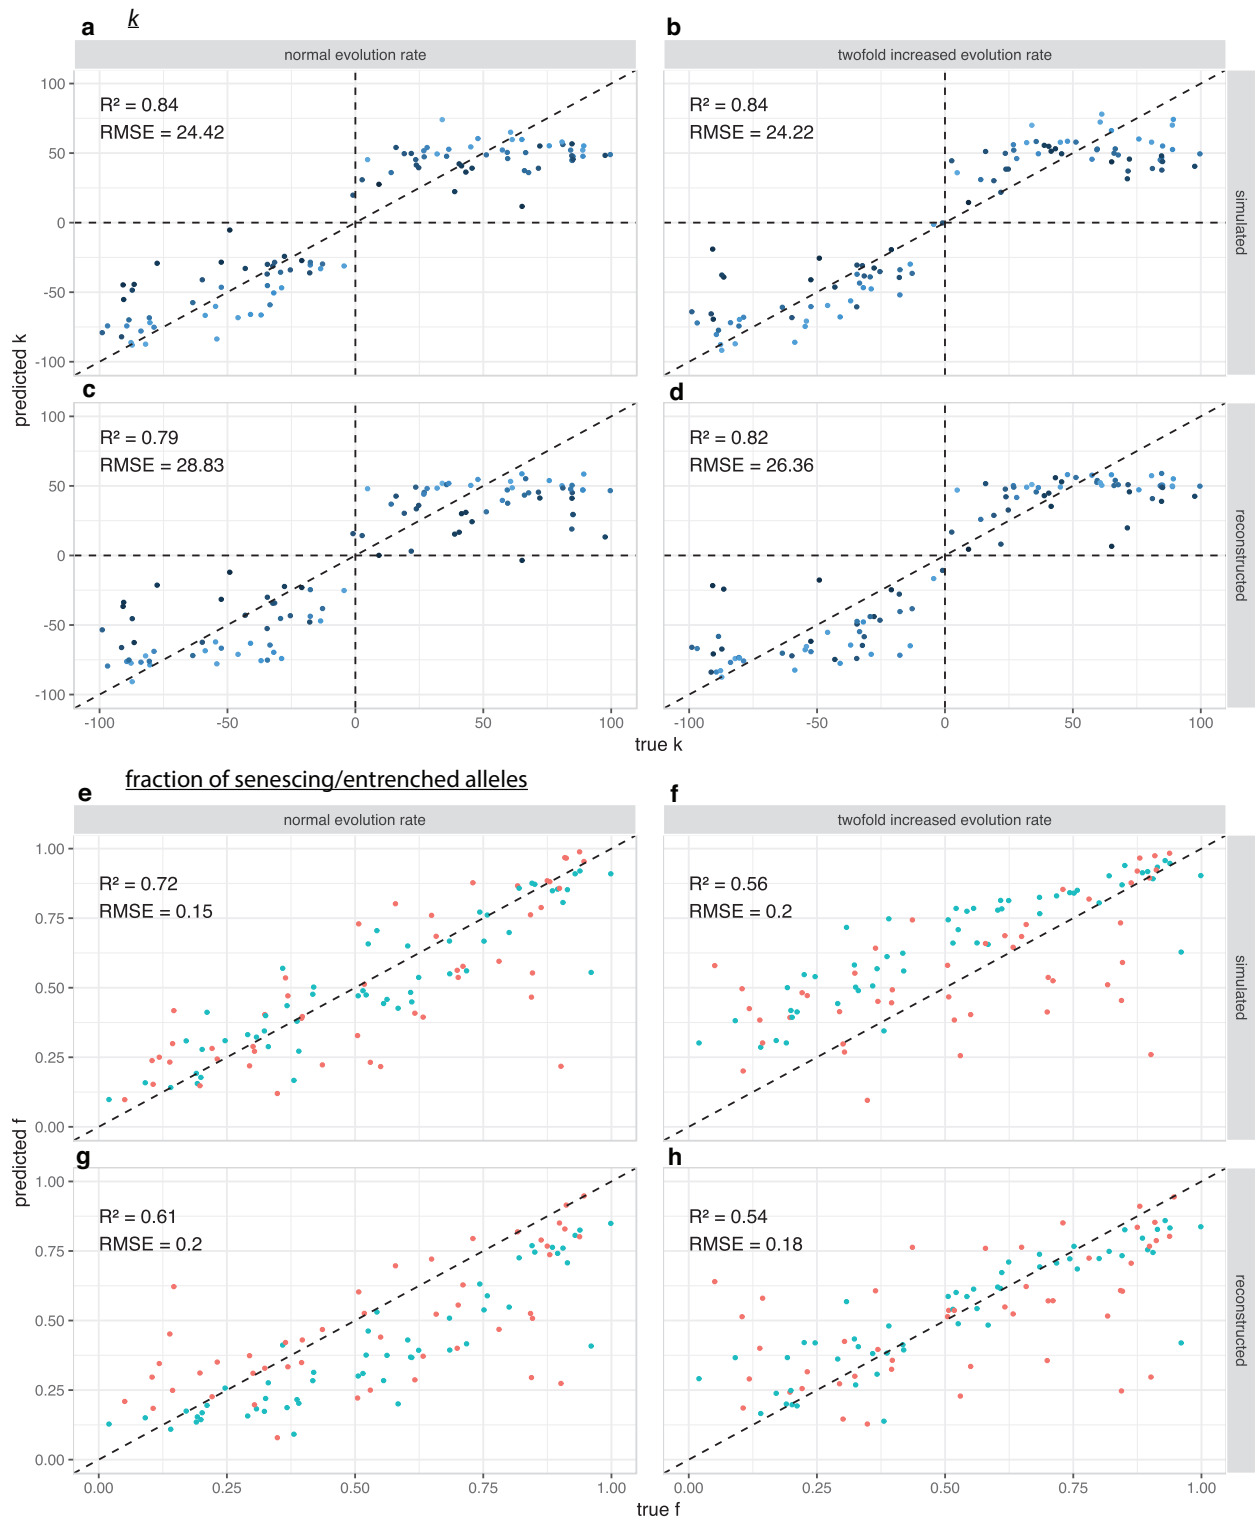 k
a
b
normal evolution rate
twofold increased evolution rate
100
50
0
-50
-100
R² = 0.84
RMSE = 24.42
R² = 0.84
RMSE = 24.22
simulated
predicted k
c
d
100
50
0
-50
-100
R² = 0.79
RMSE = 28.83
R² = 0.82
RMSE = 26.36
reconstructed
-100
-50
0
50
100
-100
-50
0
50
100
true k
fraction of senescing/entrenched alleles
e
f
normal evolution rate
twofold increased evolution rate
1.00
0.75
0.50
0.25
0.00
R² = 0.72
RMSE = 0.15
R² = 0.56
RMSE = 0.2
simulated
predicted f
g
h
1.00
0.75
0.50
0.25
0.00
R² = 0.61
RMSE = 0.2
R² = 0.54
RMSE = 0.18
reconstructed
0.00
0.25
0.50
0.75
1.00
0.00
0.25
0.50
0.75
1.00
true f